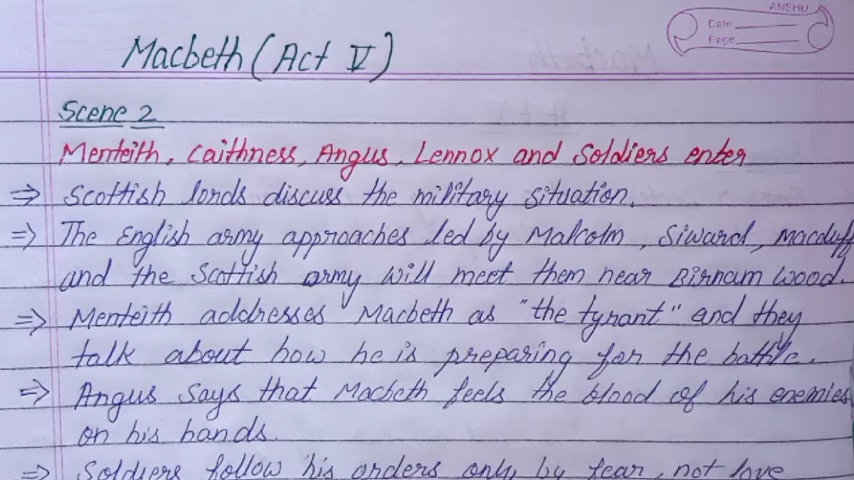 ANSHU
Date
Page
Macbeth (Act V)
Scene 2
Menteith, Caithness, Angus, Lennox and Soldiers enter
⇒ Scottish lords discuss the military situation.
⇒ The English army approaches led by Malcolm, Siward, Macduff
and the Scottish army will meet them near Birnam Wood.
⇒ Menteith addresses Macbeth as "the tyrant" and they
talk about how he is preparing for the battle.
⇒ Angus says that Macbeth feels the blood of his enemies
on his hands.
⇒ Soldiers follow his orders only by fear, not love